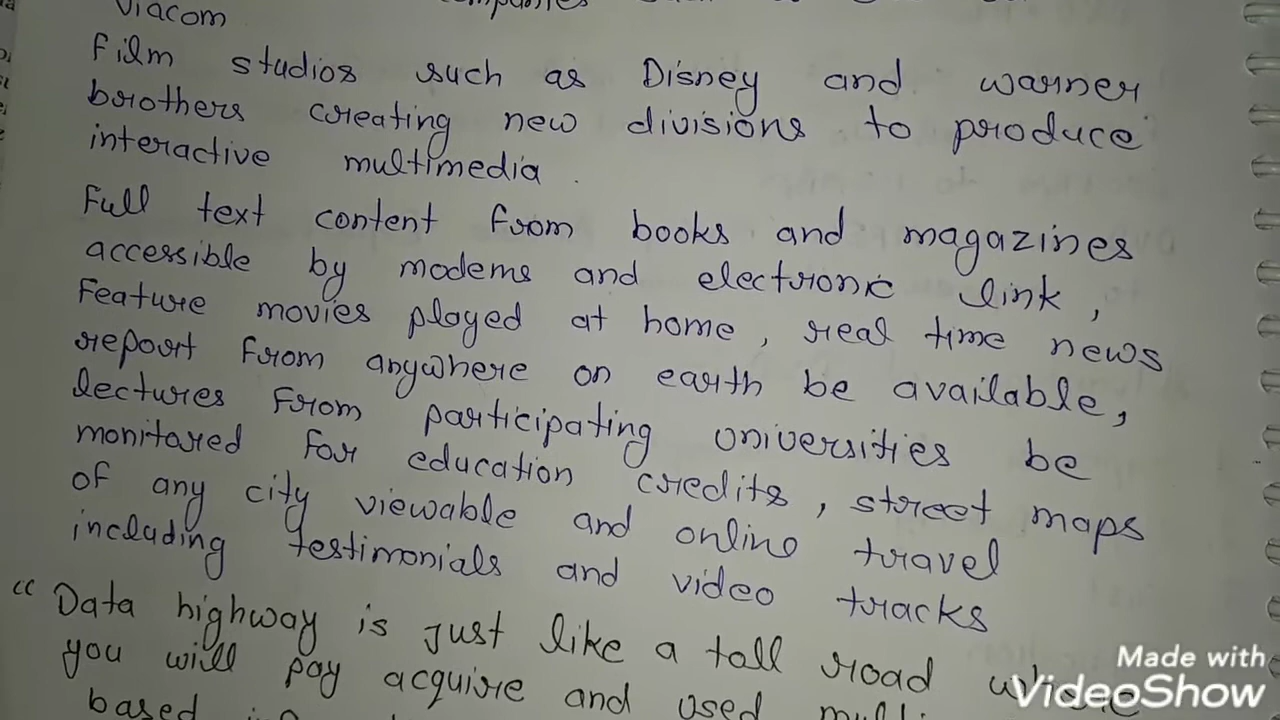 viacom companies
Film studios such as Disney and warner
brothers creating new divisions to produce
interactive multimedia.
Full text content from books and magazines
accessible by modems and electronic link,
Feature movies played at home, real time news
report from anywhere on earth be available,
lectures from participating universities be
monitared for education credits, street maps
of any city viewable and online travel
including testimonials and video tracks
"Data highway is just like a toll road where
you will pay acquire and used
based
Made with
VideoShow